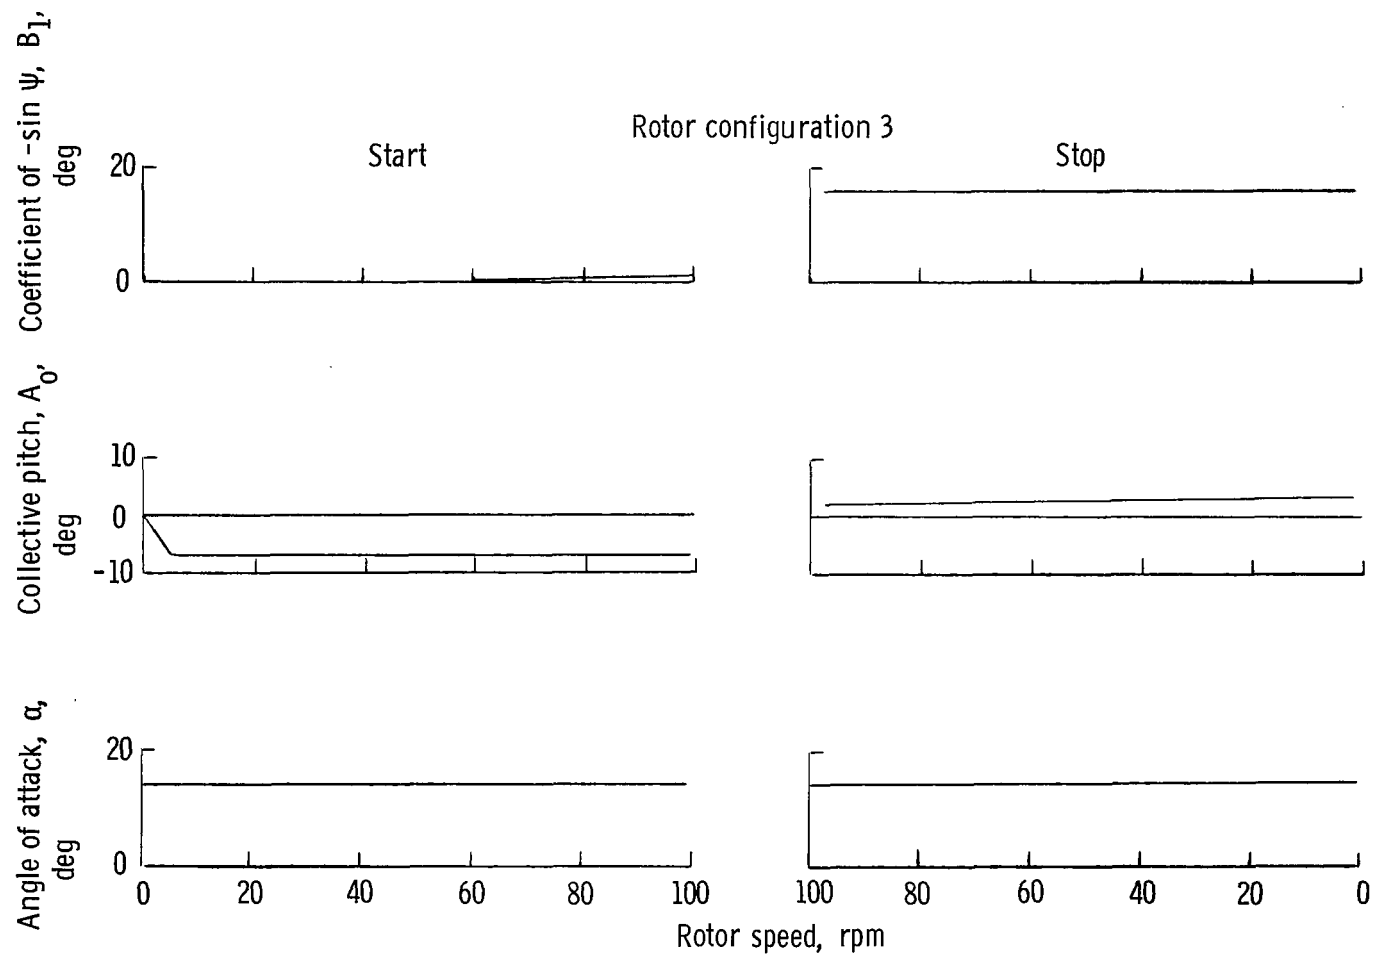 Rotor configuration 3
Start
Stop
Coefficient of -sin ψ, B1,
deg
20
0
Collective pitch, Ao,
deg
10
0
-10
Angle of attack, α,
deg
20
0
0 20 40 60 80 100
100 80 60 40 20 0
Rotor speed, rpm